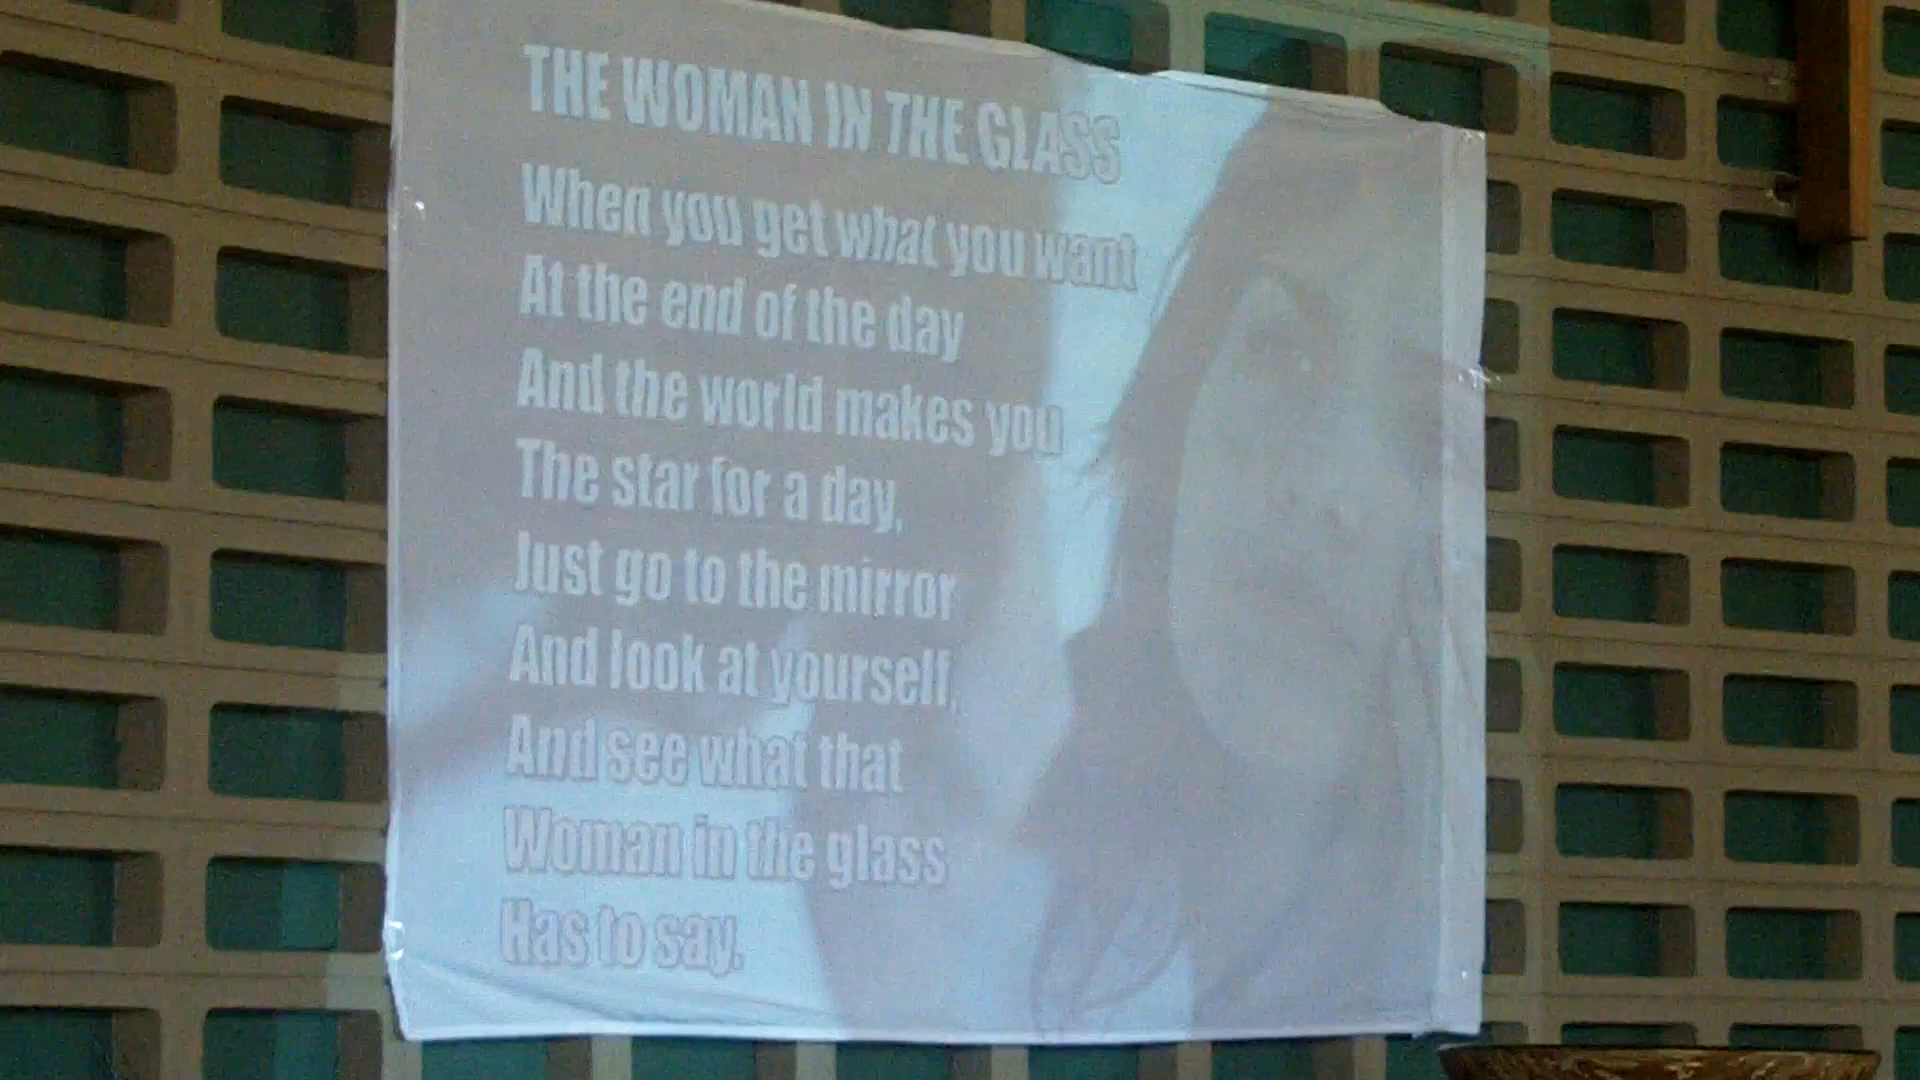 THE WOMAN IN THE GLASS
When you get what you want
At the end of the day
And the world makes you
The star for a day,
Just go to the mirror
And look at yourself,
And see what that
Woman in the glass
Has to say.